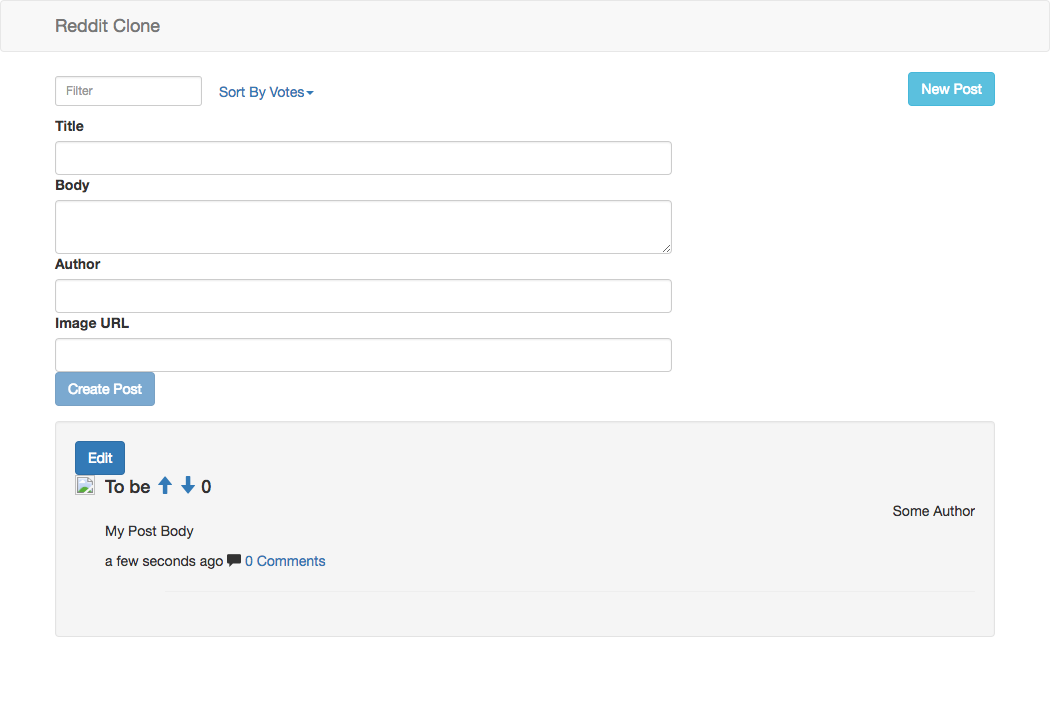 Reddit Clone
Filter
Sort By Votes
New Post
Title
Body
Author
Image URL
Create Post
Edit
To be 0
Some Author
My Post Body
a few seconds ago 0 Comments